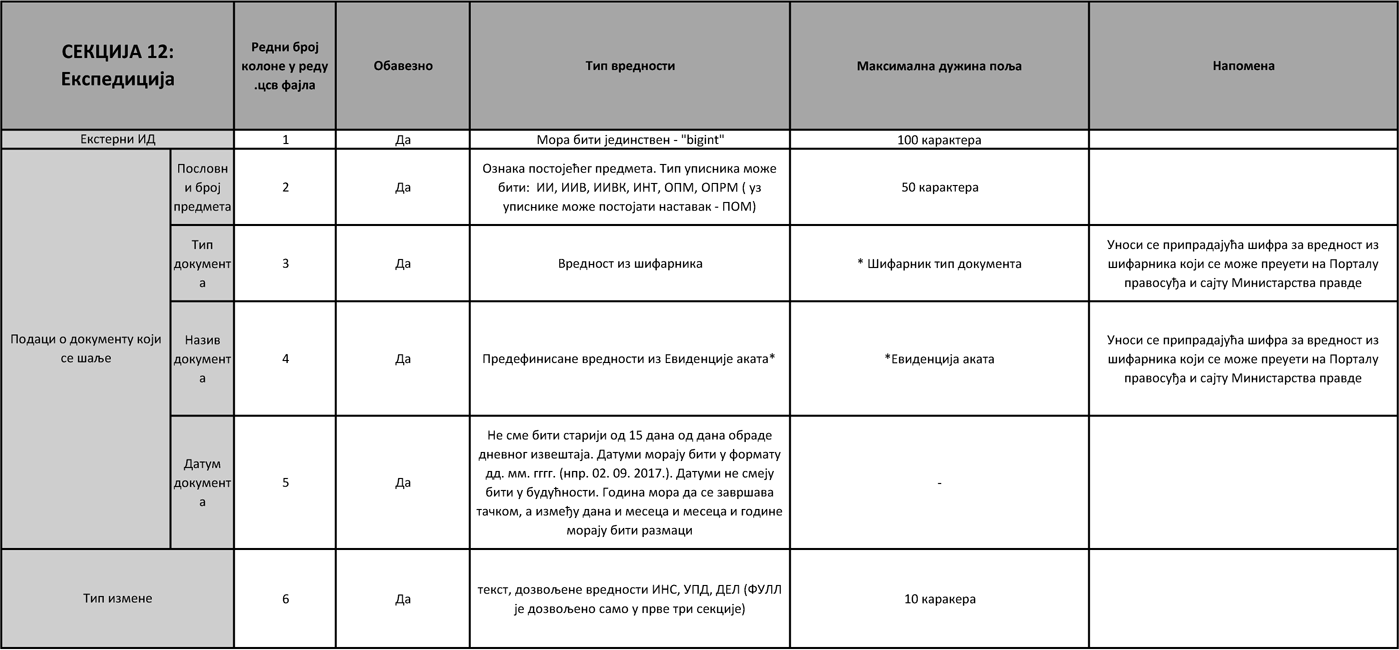 СЕКЦИЈА 12:
Експедиција
Редни број
колоне у реду
.цсв фајла
Обавезно
Тип вредности
Максимална дужина поља
Напомена
Екстерни ИД
1
Да
Мора бити јединствен - "bigint"
100 карактера
Подаци о документу који
се шаље
Пословн
и број
предмета
2
Да
Ознака постојећег предмета. Тип уписника може
бити:  ИИ, ИИВ, ИИВК, ИНТ, ОПМ, ОПРМ ( уз
уписнике може постојати наставак - ПОМ)
50 карактера
Тип
документ
а
3
Да
Вредност из шифарника
* Шифарник тип документа
Уноси се припрадајућа шифра за вредност из
шифарника који се може преуети на Порталу
правосуђа и сајту Министарства правде
Назив
документ
а
4
Да
Предефинисане вредности из Евиденције аката*
*Евиденција аката
Уноси се припрадајућа шифра за вредност из
шифарника који се може преуети на Порталу
правосуђа и сајту Министарства правде
Датум
документ
а
5
Да
Не сме бити старији од 15 дана од дана обраде
дневног извештаја. Датуми морају бити у формату
дд. мм. гггг. (нпр. 02. 09. 2017.). Датуми не смеју
бити у будућности. Година мора да се завршава
тачком, а између дана и месеца и месеца и године
морају бити размаци
-
Тип измене
6
Да
текст, дозвољене вредности ИНС, УПД, ДЕЛ (ФУЛЛ
је дозвољено само у прве три секције)
10 каракера